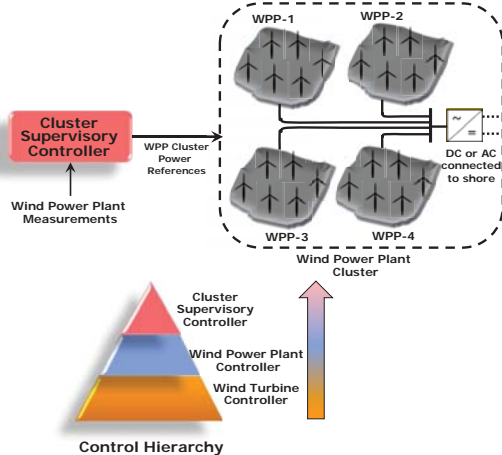 WPP-1
WPP-2
Cluster
Supervisory
Controller
WPP Cluster
Power
References
Wind Power Plant
Measurements
~
=
DC or AC
connected
to shore
WPP-3
WPP-4
Wind Power Plant
Cluster
Cluster
Supervisory
Controller
Wind Power Plant
Controller
Wind Turbine
Controller
Control Hierarchy